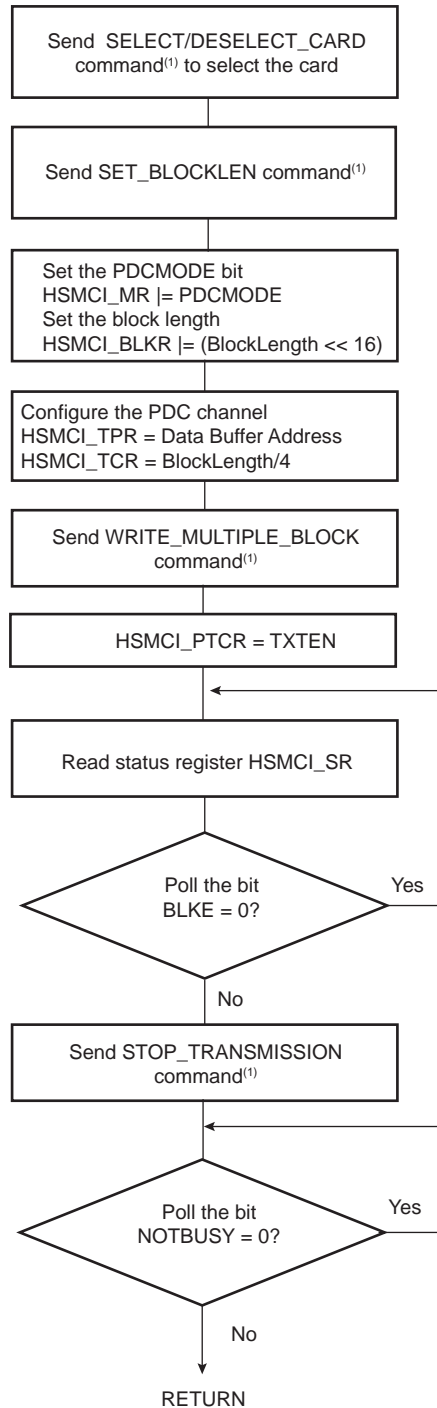 Send SELECT/DESELECT_CARD
command(1) to select the card
Send SET_BLOCKLEN command(1)
Set the PDCMODE bit
HSMCI_MR |= PDCMODE
Set the block length
HSMCI_BLKR |= (BlockLength << 16)
Configure the PDC channel
HSMCI_TPR = Data Buffer Address
HSMCI_TCR = BlockLength/4
Send WRITE_MULTIPLE_BLOCK
command(1)
HSMCI_PTCR = TXTEN
Read status register HSMCI_SR
Poll the bit
BLKE = 0?
Yes
No
Send STOP_TRANSMISSION
command(1)
Poll the bit
NOTBUSY = 0?
Yes
No
RETURN